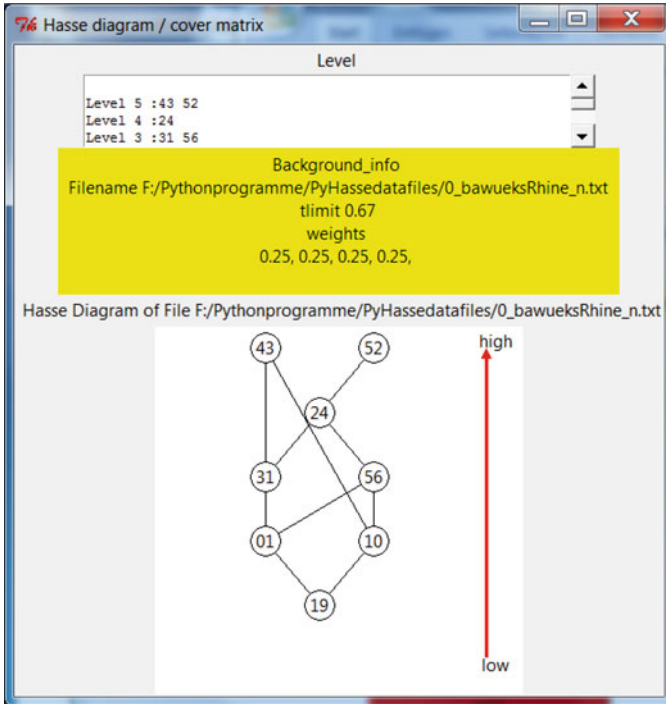 7% Hasse diagram / cover matrix
Level
Level 5 :43 52
Level 4 :24
Level 3 :31 56
Background_info
Filename F:/Pythonprogramme/PyHassedatafiles/0_bawueksRhine_n.txt
tlimit 0.67
weights
0.25, 0.25, 0.25, 0.25,
Hasse Diagram of File F:/Pythonprogramme/PyHassedatafiles/0_bawueksRhine_n.txt
43 52 high
24
31 56
01 10
19
low